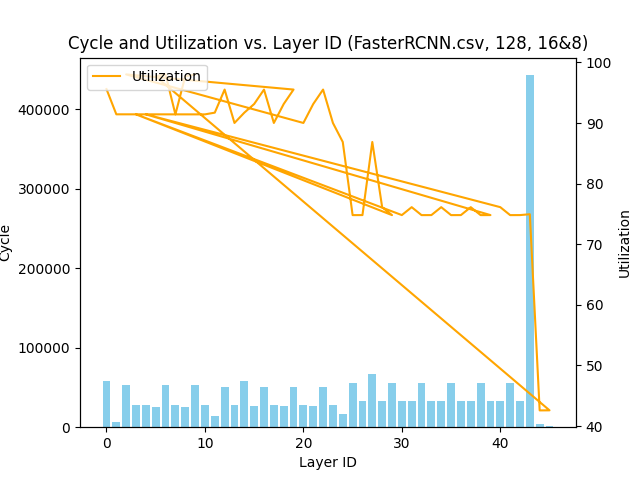 Cycle and Utilization vs. Layer ID (FasterRCNN.csv, 128, 16&8)
Utilization
400000
300000
200000
100000
0
Cycle
100
90
80
70
60
50
40
Utilization
0 10 20 30 40
Layer ID